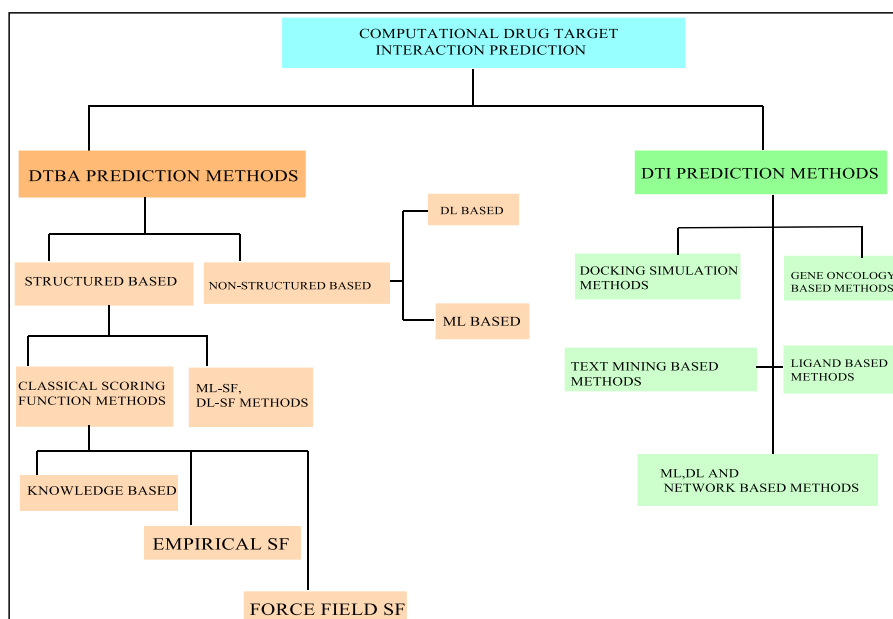 COMPUTATIONAL DRUG TARGET
INTERACTION PREDICTION
DTBA PREDICTION METHODS
DTI PREDICTION METHODS
DL BASED
STRUCTURED BASED
NON-STRUCTURED BASED
ML BASED
DOCKING SIMULATION
METHODS
GENE ONCOLOGY
BASED METHODS
CLASSICAL SCORING
FUNCTION METHODS
ML-SF,
DL-SF METHODS
TEXT MINING BASED
METHODS
LIGAND BASED
METHODS
KNOWLEDGE BASED
EMPIRICAL SF
FORCE FIELD SF
ML,DL AND
NETWORK BASED METHODS